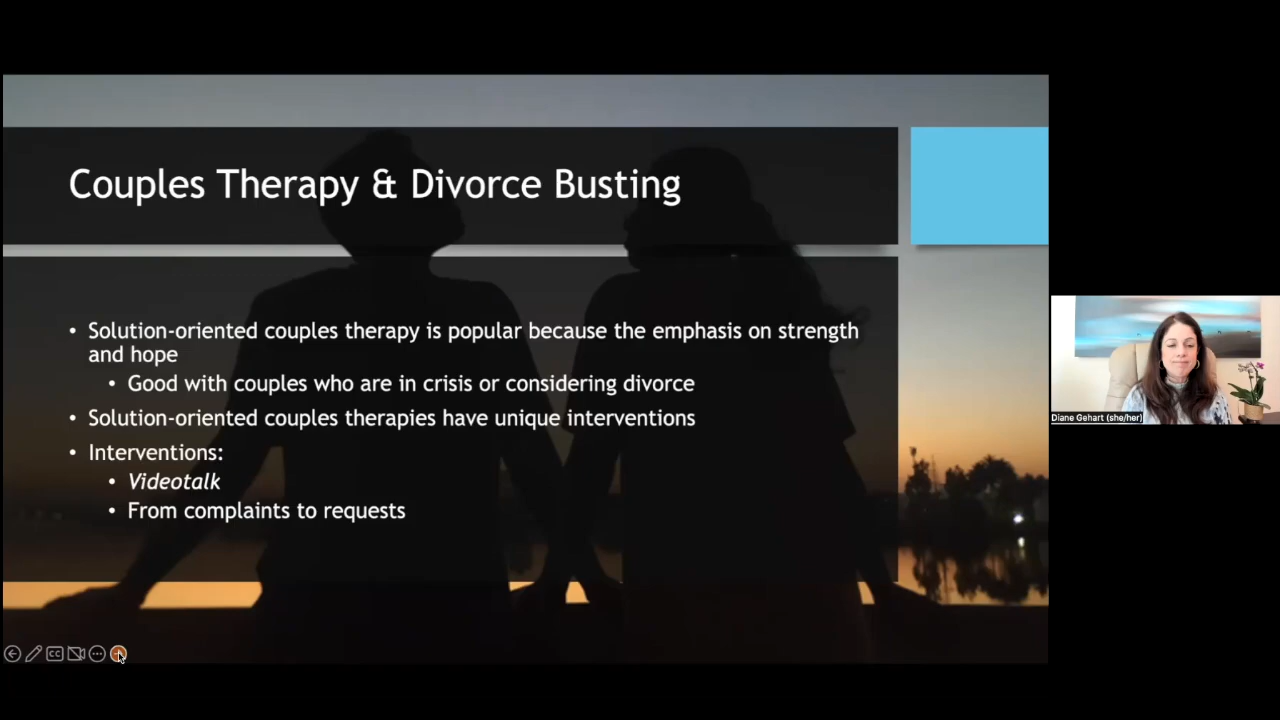 Couples Therapy & Divorce Busting
• Solution-oriented couples therapy is popular because the emphasis on strength
and hope
• Good with couples who are in crisis or considering divorce
• Solution-oriented couples therapies have unique interventions
• Interventions:
• Videotalk
• From complaints to requests
Diane Gehart (she/her)
CC